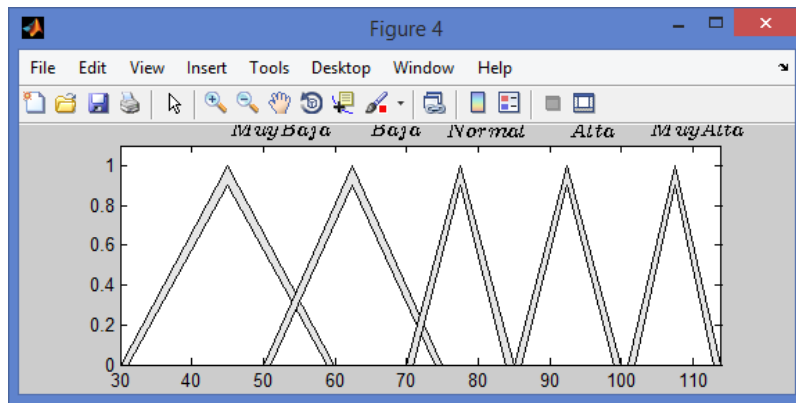 Figure 4
File Edit View Insert Tools Desktop Window Help
MuyBaja Baja Normal Alta MuyAlta
1
0.8
0.6
0.4
0.2
0
30 40 50 60 70 80 90 100 110